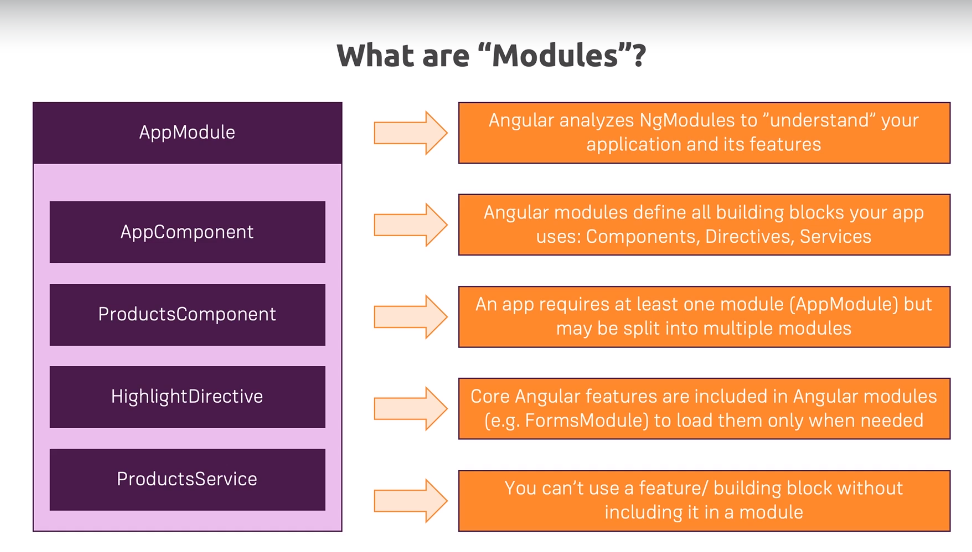 What are “Modules”?
AppModule
Angular analyzes NgModules to “understand“ your
application and its features
AppComponent
Angular modules define all building blocks your app
uses: Components, Directives, Services
ProductsComponent
An app requires at least one module (AppModule) but
may be split into multiple modules
HighlightDirective
Core Angular features are included in Angular modules
(e.g. FormsModule) to load them only when needed
ProductsService
You can’t use a feature/ building block without
including it in a module